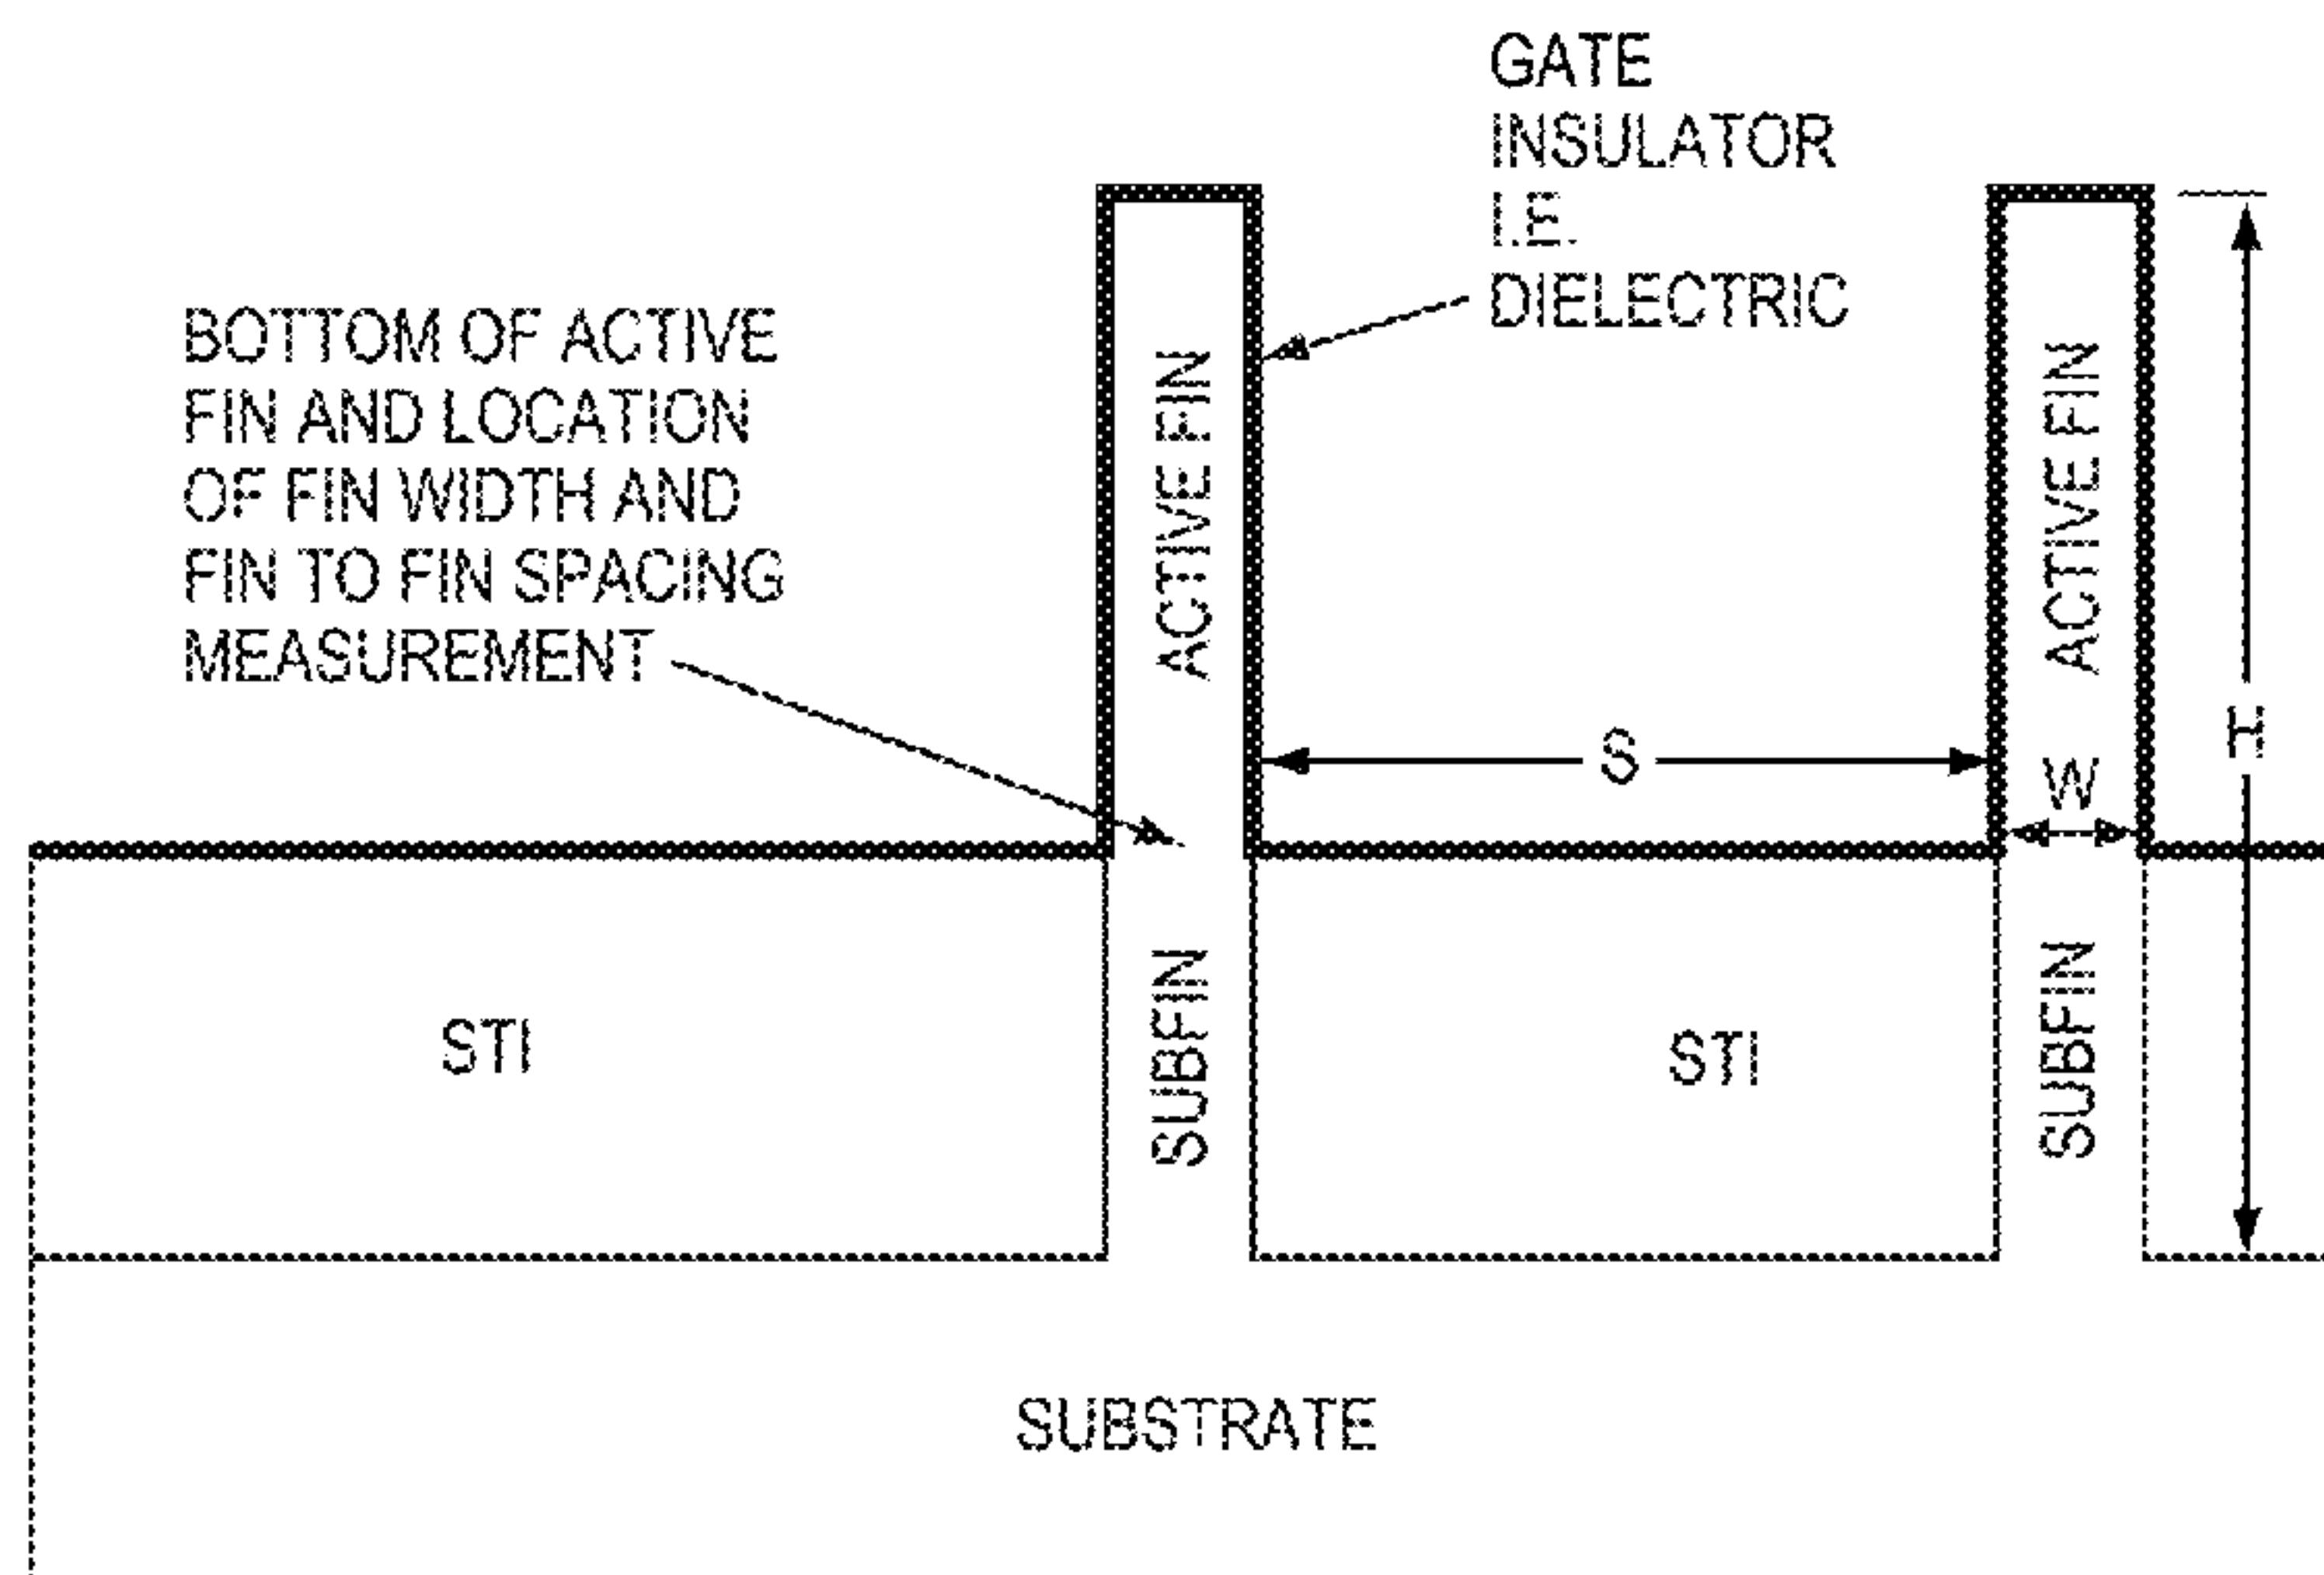 GATE
INSULATOR
I.E.
DIELECTRIC
BOTTOM OF ACTIVE
FIN AND LOCATION
OF FIN WIDTH AND
FIN TO FIN SPACING
MEASUREMENT
ACTIVE FIN
ACTIVE FIN
S
W
H
STI
SUBFIN
STI
SUBFIN
SUBSTRATE